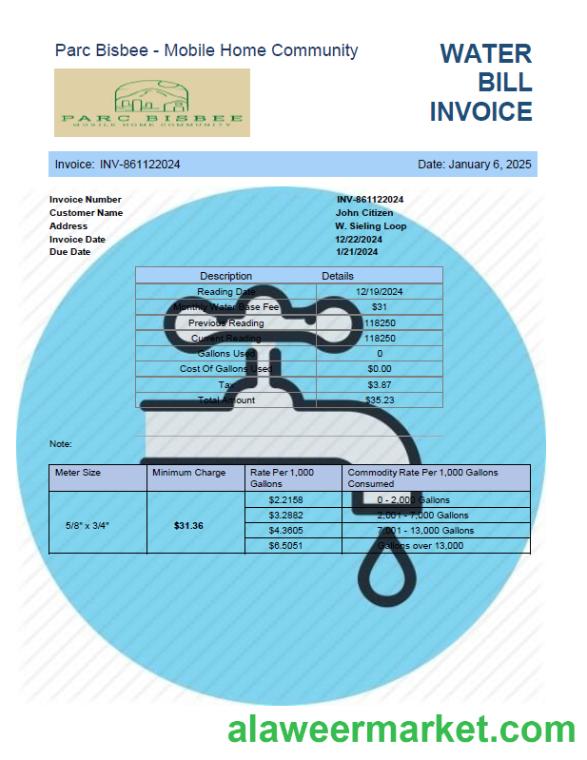 Parc Bisbee - Mobile Home Community
WATER
BILL
INVOICE
PARC BISBEE
MOBILE HOME COMMUNITY
Invoice: INV-861122024 Date: January 6, 2025
Invoice Number INV-861122024
Customer Name John Citizen
Address W. Sieling Loop
Invoice Date 12/22/2024
Due Date 1/21/2024
Description Details
Reading Date 12/19/2024
Monthly Water Base Fee $31
Previous Reading 118250
Current Reading 118250
Gallons Used 0
Cost Of Gallons Used $0.00
Tax $3.87
Total Amount $35.23
Note:
Meter Size Minimum Charge Rate Per 1,000 Commodity Rate Per 1,000 Gallons
Gallons Consumed
5/8" x 3/4" $31.36
$2.2158 0 - 2,000 Gallons
$3.2882 2,001 - 7,000 Gallons
$4.3605 7,001 - 13,000 Gallons
$6.5051 Gallons over 13,000
alaweermarket.com